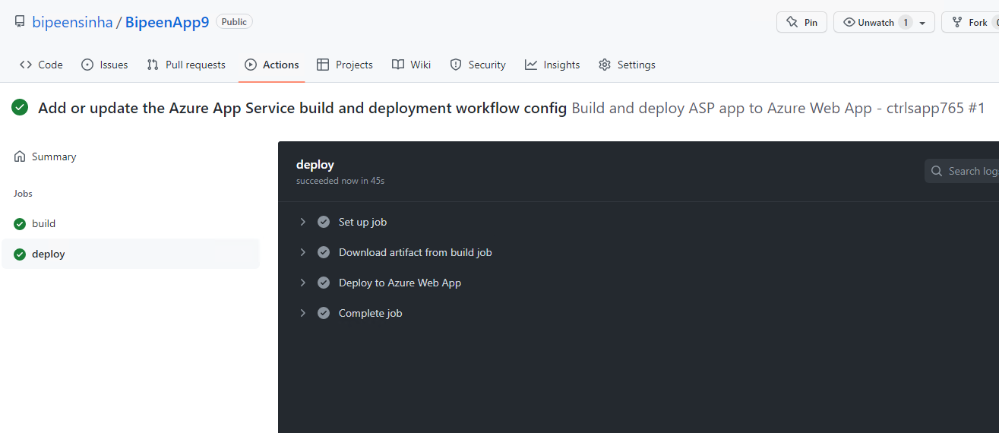 bipeensinha / BipeenApp9 Public Pin Unwatch 1 Fork
Code Issues Pull requests Actions Projects Wiki Security Insights Settings
Add or update the Azure App Service build and deployment workflow config Build and deploy ASP app to Azure Web App - ctrlsapp765 #1
Summary
Jobs
build
deploy
deploy
succeeded now in 45s
Search log
Set up job
Download artifact from build job
Deploy to Azure Web App
Complete job